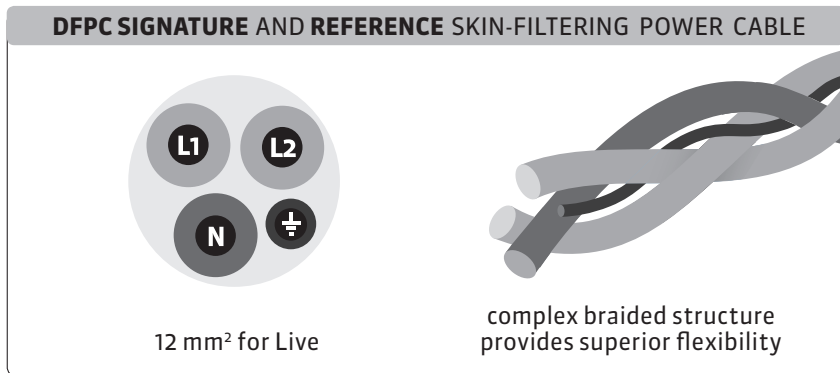 DFPC SIGNATURE AND REFERENCE SKIN-FILTERING POWER CABLE
L1 L2
N
12 mm² for Live
complex braided structure
provides superior flexibility